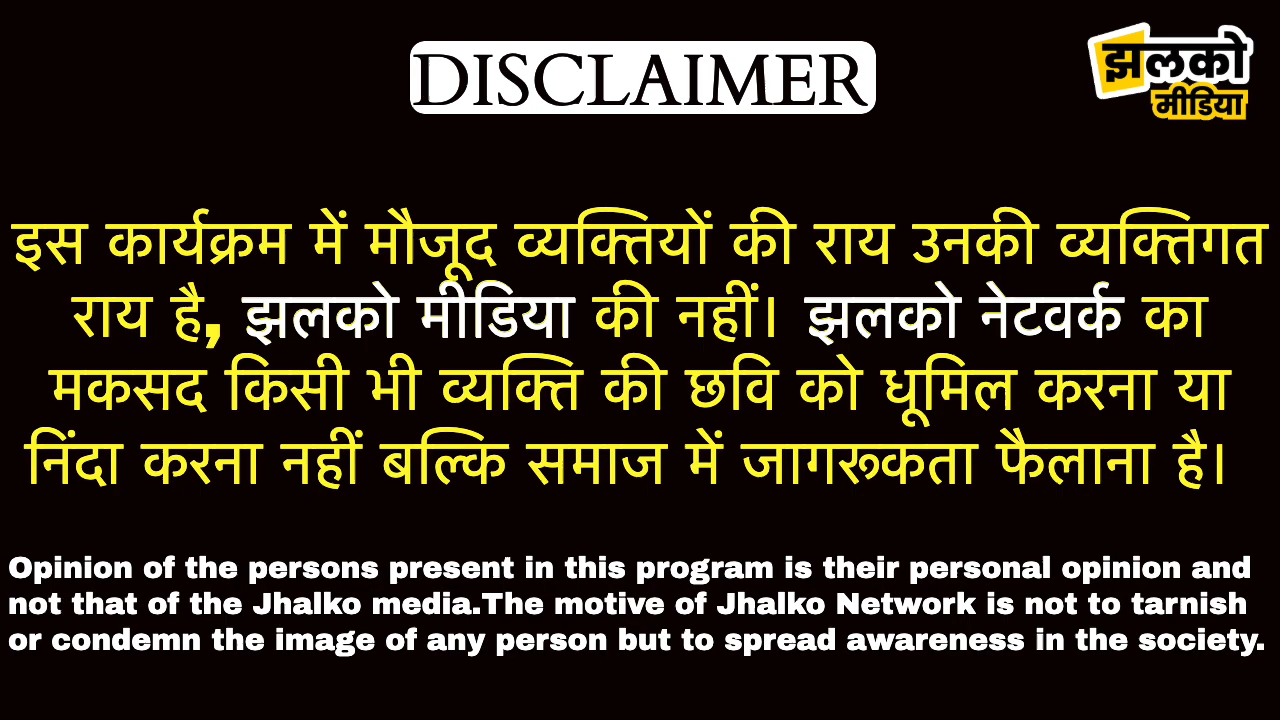 DISCLAIMER
झलको
मीडिया
इस कार्यक्रम में मौजूद व्यक्तियों की राय उनकी व्यक्तिगत
राय है, झलको मीडिया की नहीं। झलको नेटवर्क का
मकसद किसी भी व्यक्ति की छवि को धूमिल करना या
निंदा करना नहीं बल्कि समाज में जागरूकता फैलाना है।
Opinion of the persons present in this program is their personal opinion and
not that of the Jhalko media.The motive of Jhalko Network is not to tarnish
or condemn the image of any person but to spread awareness in the society.